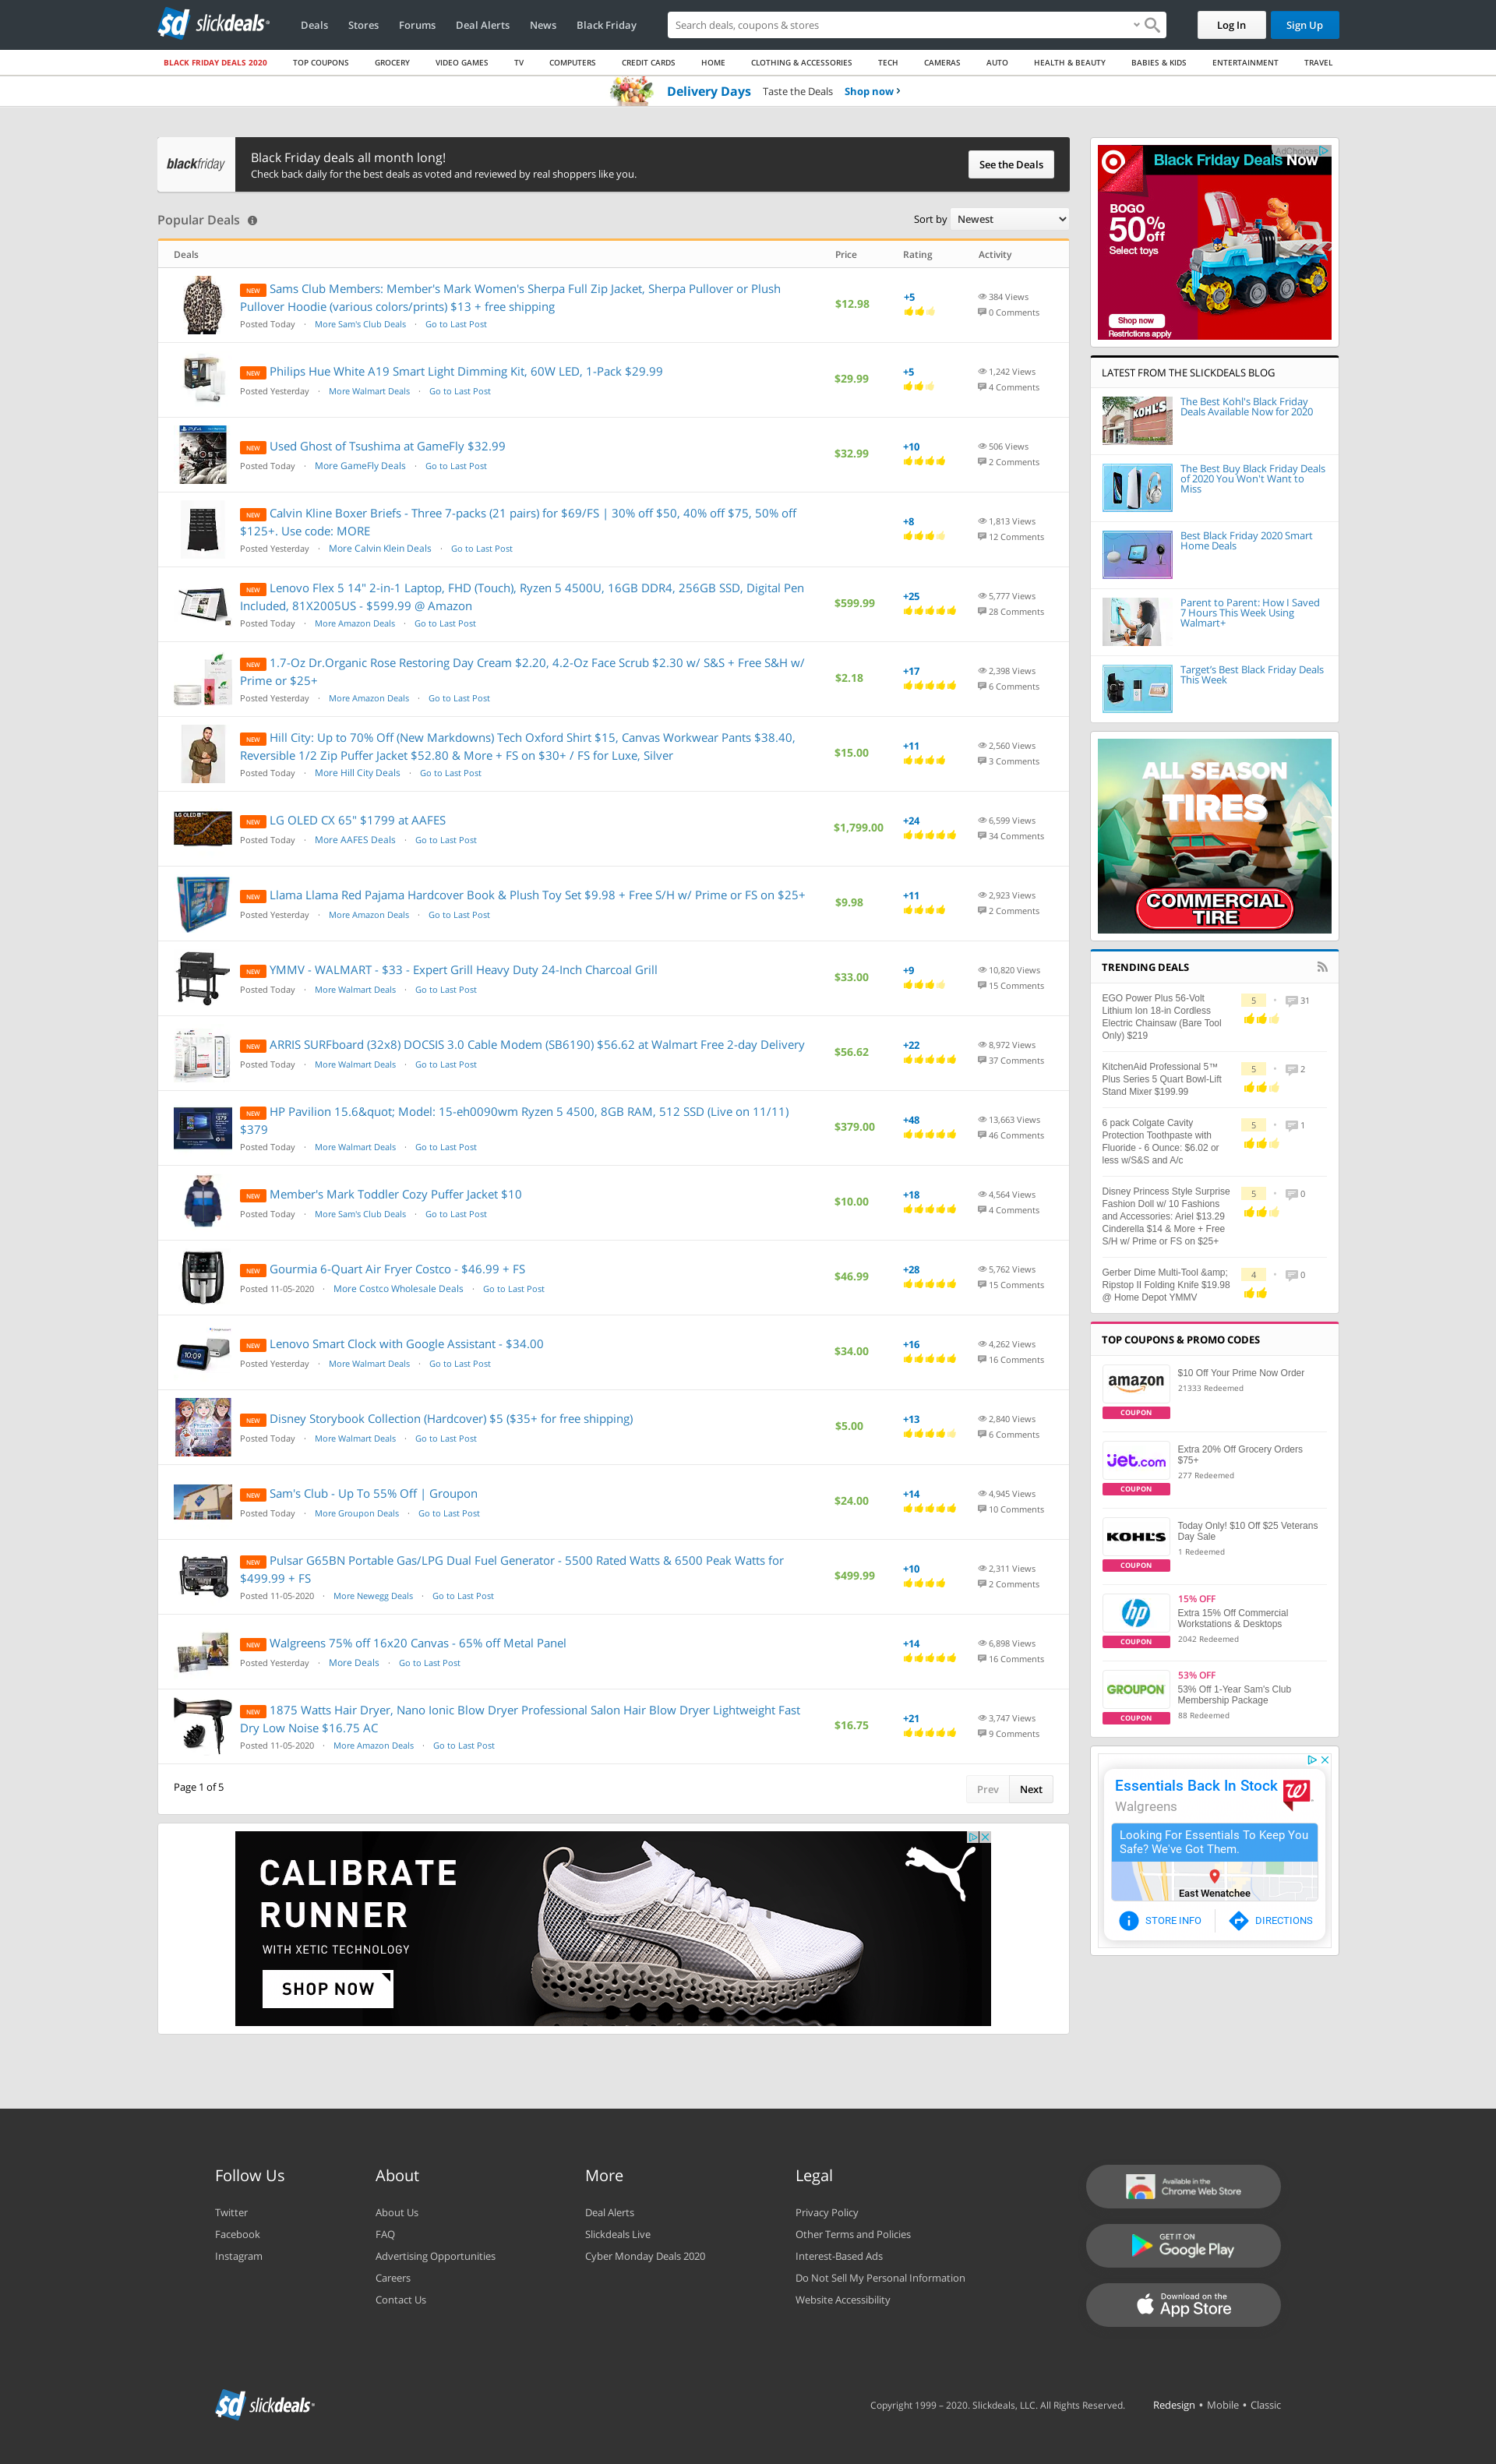 sd slickdeals
Deals Stores Forums Deal Alerts News Black Friday
Search deals, coupons & stores
Log In Sign Up
BLACK FRIDAY DEALS 2020 TOP COUPONS GROCERY VIDEO GAMES TV COMPUTERS CREDIT CARDS HOME CLOTHING & ACCESSORIES TECH CAMERAS AUTO HEALTH & BEAUTY BABIES & KIDS ENTERTAINMENT TRAVEL
Delivery Days Taste the Deals Shop now ›
blackfriday
Black Friday deals all month long!
Check back daily for the best deals as voted and reviewed by real shoppers like you.
See the Deals
Popular Deals
Sort by Newest
Deals Price Rating Activity
NEW Sams Club Members: Member's Mark Women's Sherpa Full Zip Jacket, Sherpa Pullover or Plush
Pullover Hoodie (various colors/prints) $13 + free shipping
Posted Today · More Sam's Club Deals · Go to Last Post
$12.98
+5
384 Views
0 Comments
NEW Philips Hue White A19 Smart Light Dimming Kit, 60W LED, 1-Pack $29.99
Posted Yesterday · More Walmart Deals · Go to Last Post
$29.99
+5
1,242 Views
4 Comments
NEW Used Ghost of Tsushima at GameFly $32.99
Posted Today · More GameFly Deals · Go to Last Post
$32.99
+10
506 Views
2 Comments
NEW Calvin Kline Boxer Briefs - Three 7-packs (21 pairs) for $69/FS | 30% off $50, 40% off $75, 50% off
$125+. Use code: MORE
Posted Yesterday · More Calvin Klein Deals · Go to Last Post
+8
1,813 Views
12 Comments
NEW Lenovo Flex 5 14" 2-in-1 Laptop, FHD (Touch), Ryzen 5 4500U, 16GB DDR4, 256GB SSD, Digital Pen
Included, 81X2005US - $599.99 @ Amazon
Posted Today · More Amazon Deals · Go to Last Post
$599.99
+25
5,777 Views
28 Comments
NEW 1.7-Oz Dr.Organic Rose Restoring Day Cream $2.20, 4.2-Oz Face Scrub $2.30 w/ S&S + Free S&H w/
Prime or $25+
Posted Yesterday · More Amazon Deals · Go to Last Post
$2.18
+17
2,398 Views
6 Comments
NEW Hill City: Up to 70% Off (New Markdowns) Tech Oxford Shirt $15, Canvas Workwear Pants $38.40,
Reversible 1/2 Zip Puffer Jacket $52.80 & More + FS on $30+ / FS for Luxe, Silver
Posted Today · More Hill City Deals · Go to Last Post
$15.00
+11
2,560 Views
3 Comments
NEW LG OLED CX 65" $1799 at AAFES
Posted Today · More AAFES Deals · Go to Last Post
$1,799.00
+24
6,599 Views
34 Comments
NEW Llama Llama Red Pajama Hardcover Book & Plush Toy Set $9.98 + Free S/H w/ Prime or FS on $25+
Posted Yesterday · More Amazon Deals · Go to Last Post
$9.98
+11
2,923 Views
2 Comments
NEW YMMV - WALMART - $33 - Expert Grill Heavy Duty 24-Inch Charcoal Grill
Posted Today · More Walmart Deals · Go to Last Post
$33.00
+9
10,820 Views
15 Comments
NEW ARRIS SURFboard (32x8) DOCSIS 3.0 Cable Modem (SB6190) $56.62 at Walmart Free 2-day Delivery
Posted Today · More Walmart Deals · Go to Last Post
$56.62
+22
8,972 Views
37 Comments
NEW HP Pavilion 15.6&quot; Model: 15-eh0090wm Ryzen 5 4500, 8GB RAM, 512 SSD (Live on 11/11)
$379
Posted Today · More Walmart Deals · Go to Last Post
$379.00
+48
13,663 Views
46 Comments
NEW Member's Mark Toddler Cozy Puffer Jacket $10
Posted Today · More Sam's Club Deals · Go to Last Post
$10.00
+18
4,564 Views
4 Comments
NEW Gourmia 6-Quart Air Fryer Costco - $46.99 + FS
Posted 11-05-2020 · More Costco Wholesale Deals · Go to Last Post
$46.99
+28
5,762 Views
15 Comments
NEW Lenovo Smart Clock with Google Assistant - $34.00
Posted Yesterday · More Walmart Deals · Go to Last Post
$34.00
+16
4,262 Views
16 Comments
NEW Disney Storybook Collection (Hardcover) $5 ($35+ for free shipping)
Posted Today · More Walmart Deals · Go to Last Post
$5.00
+13
2,840 Views
6 Comments
NEW Sam's Club - Up To 55% Off | Groupon
Posted Today · More Groupon Deals · Go to Last Post
$24.00
+14
4,945 Views
10 Comments
NEW Pulsar G65BN Portable Gas/LPG Dual Fuel Generator - 5500 Rated Watts & 6500 Peak Watts for
$499.99 + FS
Posted 11-05-2020 · More Newegg Deals · Go to Last Post
$499.99
+10
2,311 Views
2 Comments
NEW Walgreens 75% off 16x20 Canvas - 65% off Metal Panel
Posted Yesterday · More Deals · Go to Last Post
+14
6,898 Views
16 Comments
NEW 1875 Watts Hair Dryer, Nano Ionic Blow Dryer Professional Salon Hair Blow Dryer Lightweight Fast
Dry Low Noise $16.75 AC
Posted 11-05-2020 · More Amazon Deals · Go to Last Post
$16.75
+21
3,747 Views
9 Comments
Page 1 of 5
Prev Next
CALIBRATE
RUNNER
WITH XETIC TECHNOLOGY
SHOP NOW
AdChoices
Black Friday Deals Now
BOGO
50% off
Select toys
Shop now
Restrictions apply
LATEST FROM THE SLICKDEALS BLOG
KOHL'S
The Best Kohl's Black Friday
Deals Available Now for 2020
The Best Buy Black Friday Deals
of 2020 You Won't Want to
Miss
Best Black Friday 2020 Smart
Home Deals
Parent to Parent: How I Saved
7 Hours This Week Using
Walmart+
Target's Best Black Friday Deals
This Week
ALL SEASON
TIRES
COMMERCIAL
TIRE
TRENDING DEALS
EGO Power Plus 56-Volt
Lithium Ion 18-in Cordless
Electric Chainsaw (Bare Tool
Only) $219
5 • 31
KitchenAid Professional 5™
Plus Series 5 Quart Bowl-Lift
Stand Mixer $199.99
5 • 2
6 pack Colgate Cavity
Protection Toothpaste with
Fluoride - 6 Ounce: $6.02 or
less w/S&S and A/c
5 • 1
Disney Princess Style Surprise
Fashion Doll w/ 10 Fashions
and Accessories: Ariel $13.29
Cinderella $14 & More + Free
S/H w/ Prime or FS on $25+
5 • 0
Gerber Dime Multi-Tool &amp;
Ripstop II Folding Knife $19.98
@ Home Depot YMMV
4 • 0
TOP COUPONS & PROMO CODES
amazon
COUPON
$10 Off Your Prime Now Order
21333 Redeemed
jet.com
COUPON
Extra 20% Off Grocery Orders
$75+
277 Redeemed
KOHL'S
COUPON
Today Only! $10 Off $25 Veterans
Day Sale
1 Redeemed
hp
COUPON
15% OFF
Extra 15% Off Commercial
Workstations & Desktops
2042 Redeemed
GROUPON
COUPON
53% OFF
53% Off 1-Year Sam's Club
Membership Package
88 Redeemed
Essentials Back In Stock
Walgreens
Looking For Essentials To Keep You
Safe? We've Got Them.
East Wenatchee
STORE INFO DIRECTIONS
Follow Us
Twitter
Facebook
Instagram
About
About Us
FAQ
Advertising Opportunities
Careers
Contact Us
More
Deal Alerts
Slickdeals Live
Cyber Monday Deals 2020
Legal
Privacy Policy
Other Terms and Policies
Interest-Based Ads
Do Not Sell My Personal Information
Website Accessibility
Available in the
Chrome Web Store
GET IT ON
Google Play
Download on the
App Store
sd slickdeals
Copyright 1999 – 2020. Slickdeals, LLC. All Rights Reserved.
Redesign • Mobile • Classic